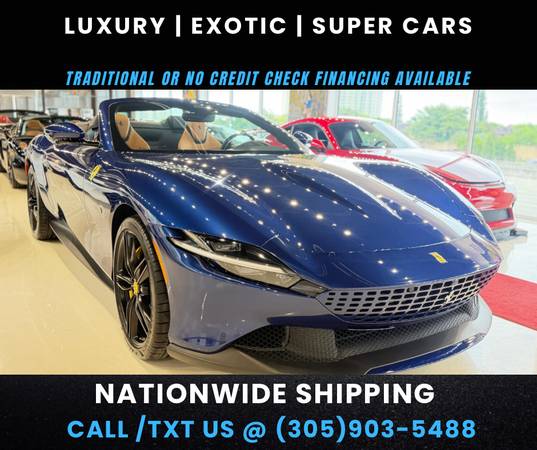 LUXURY | EXOTIC | SUPER CARS
TRADITIONAL OR NO CREDIT CHECK FINANCING AVAILABLE
NATIONWIDE SHIPPING
CALL /TXT US @ (305)903-5488